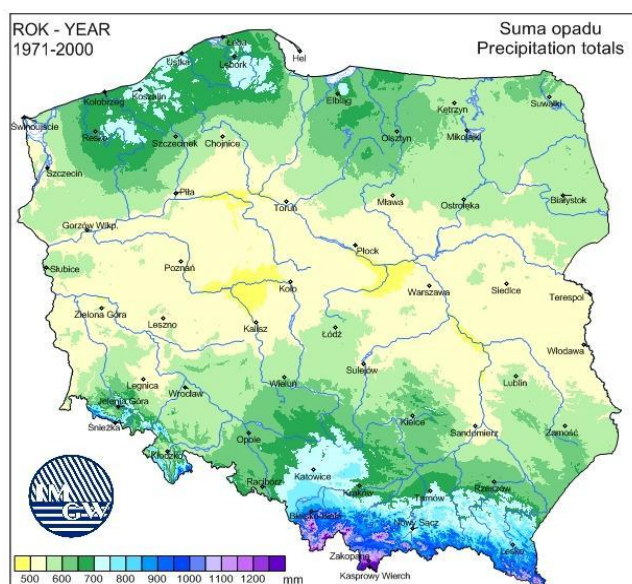 ROK - YEAR
1971-2000
Suma opadu
Precipitation totals
Łeba
Ustka
Lębork
Hel
Koszalin
Kołobrzeg
Elbląg
Kętrzyn
Suwałki
Świnoujście
Resko
Szczecinek
Chojnice
Olsztyn
Mikołajki
Szczecin
Piła
Toruń
Mława
Ostrołęka
Białystok
Gorzów Wlkp.
Płock
Słubice
Poznań
Koło
Warszawa
Siedlce
Terespol
Zielona Góra
Leszno
Kalisz
Łódź
Włodawa
Sulejów
Legnica
Wieluń
Lublin
Jelenia Góra
Wrocław
Śnieżka
Kielce
Opole
Sandomierz
Zamość
Kłodzko
Katowice
Racibórz
Kraków
Tarnów
Rzeszów
Bielsko-Biała
Nowy Sącz
Lesko
Zakopane
Kasprowy Wierch
IM
GW
500 600 700 800 900 1000 1100 1200 mm